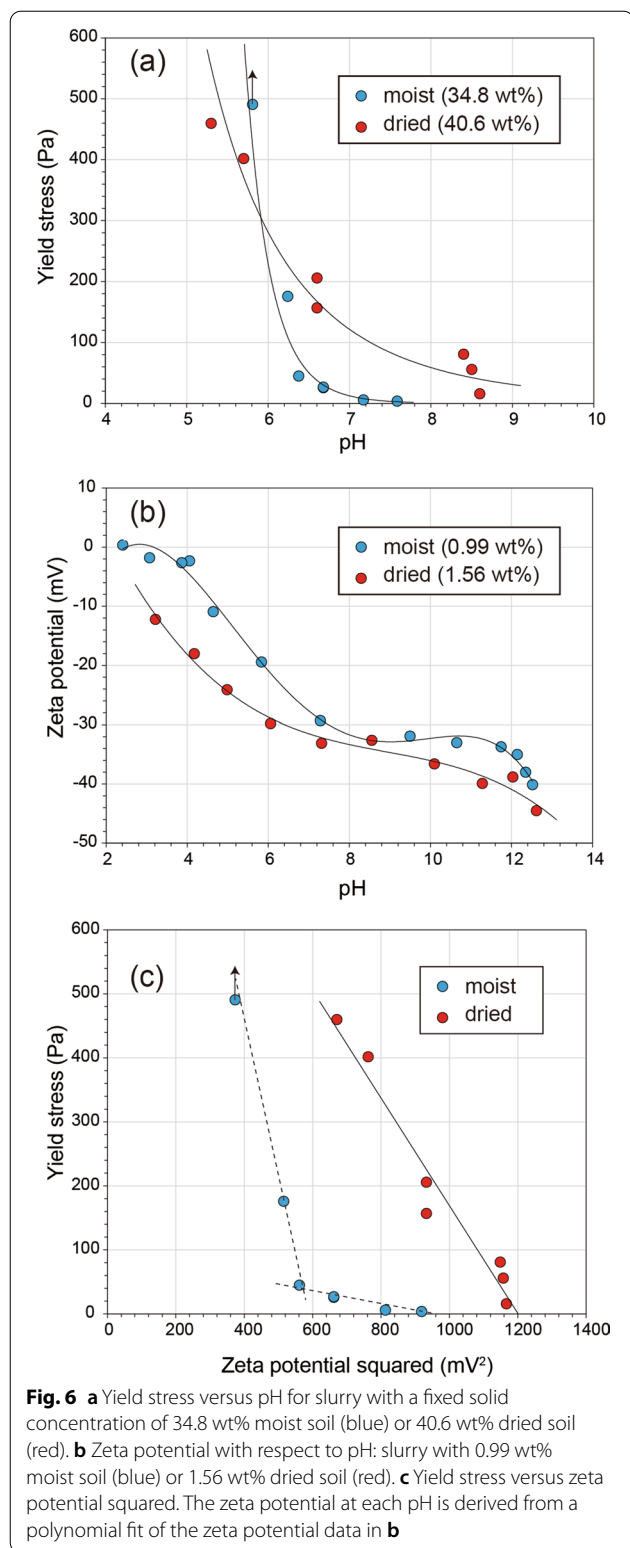 (a)
moist (34.8 wt%)
dried (40.6 wt%)
Yield stress (Pa)
600
500
400
300
200
100
0
4 5 6 7 8 9 10
pH
(b)
moist (0.99 wt%)
dried (1.56 wt%)
Zeta potential (mV)
10
0
-10
-20
-30
-40
-50
2 4 6 8 10 12 14
pH
(c)
moist
dried
Yield stress (Pa)
600
500
400
300
200
100
0
0 200 400 600 800 1000 1200 1400
Zeta potential squared (mV²)
Fig. 6 a Yield stress versus pH for slurry with a fixed solid
concentration of 34.8 wt% moist soil (blue) or 40.6 wt% dried soil
(red). b Zeta potential with respect to pH: slurry with 0.99 wt%
moist soil (blue) or 1.56 wt% dried soil (red). c Yield stress versus zeta
potential squared. The zeta potential at each pH is derived from a
polynomial fit of the zeta potential data in b